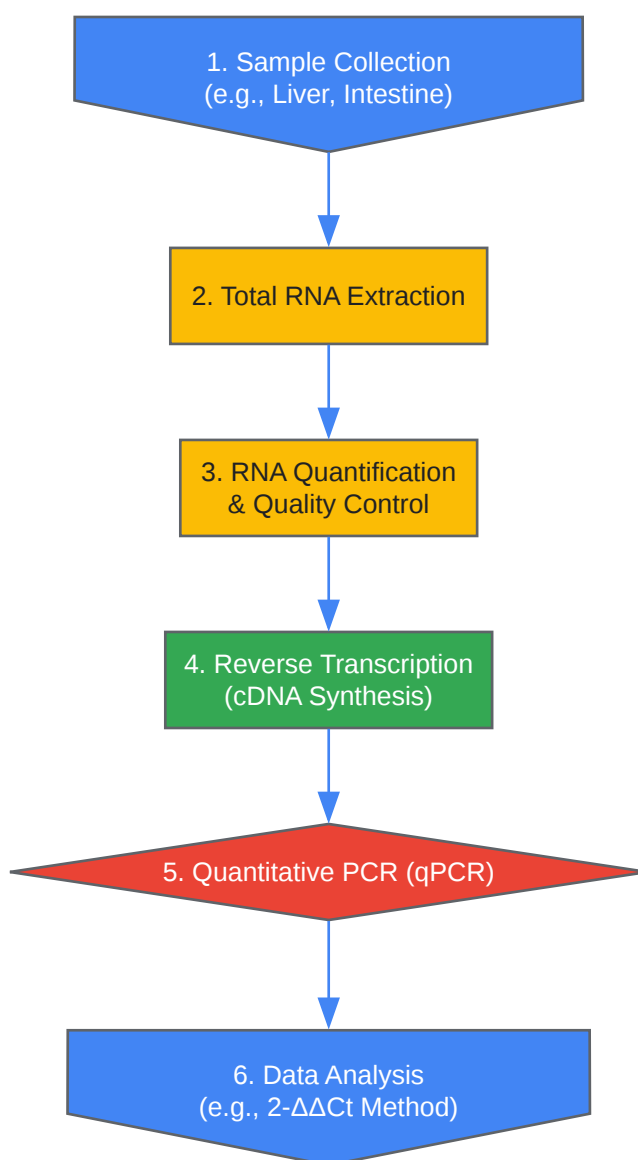 1. Sample Collection
(e.g., Liver, Intestine)
2. Total RNA Extraction
3. RNA Quantification
& Quality Control
4. Reverse Transcription
(cDNA Synthesis)
5. Quantitative PCR (qPCR)
6. Data Analysis
(e.g., 2-ΔΔCt Method)